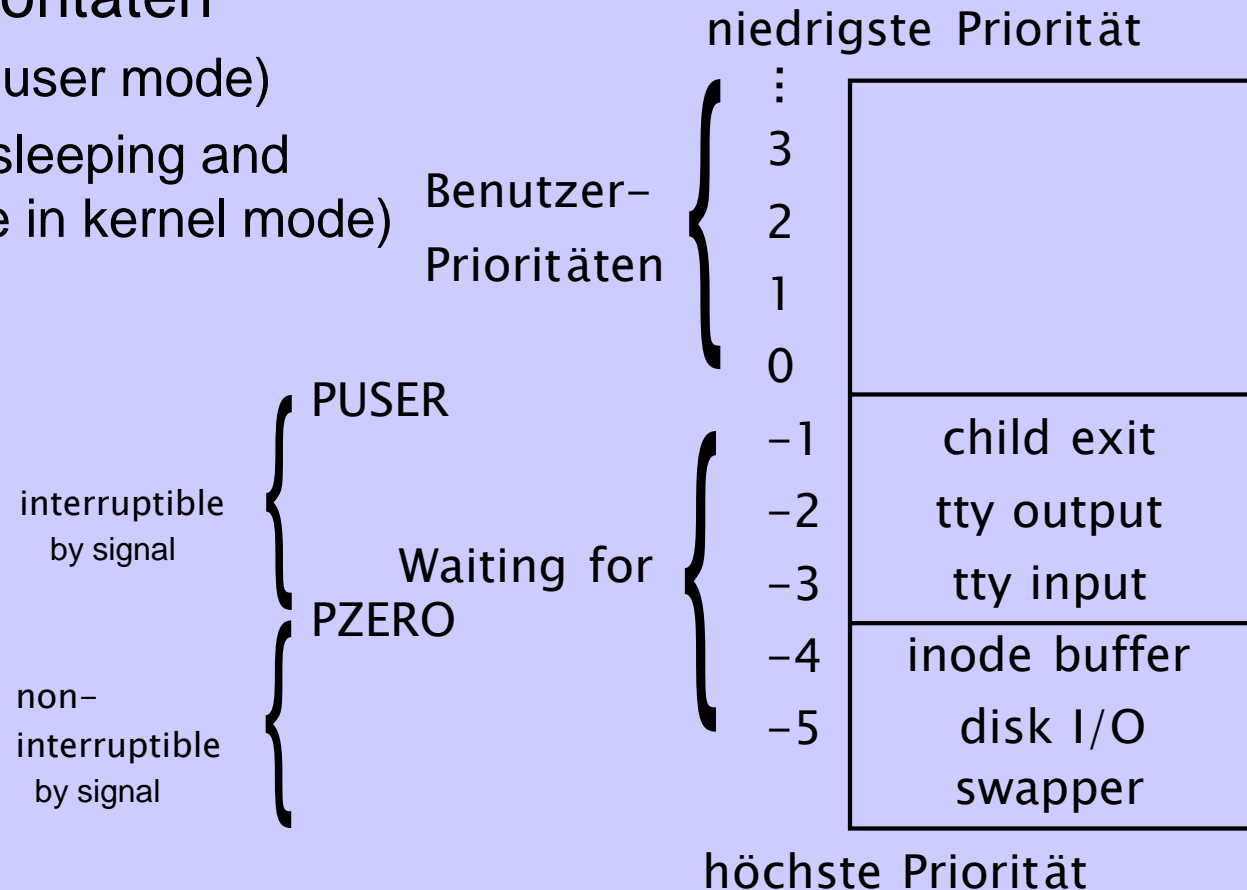 niedrigste Priorität
user mode)
sleeping and
in kernel mode)
Benutzer-
Prioritäten
⋮
3
2
1
0
PUSER
interruptible
by signal
PZERO
non-
interruptible
by signal
Waiting for
-1 child exit
-2 tty output
-3 tty input
-4 inode buffer
-5 disk I/O
swapper
höchste Priorität